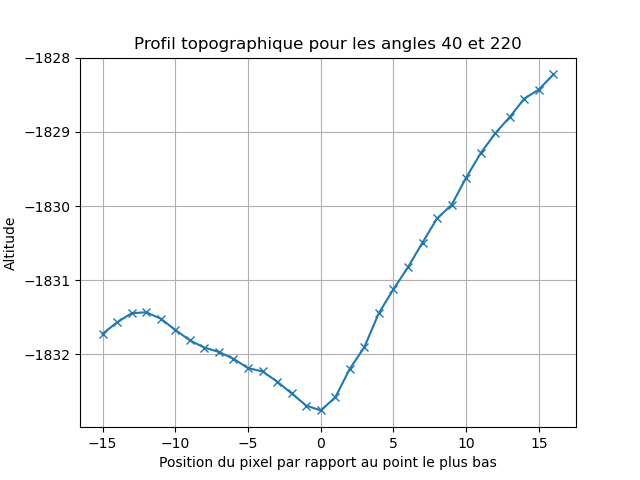 Profil topographique pour les angles 40 et 220
−1828
−1829
−1830
−1831
−1832
Altitude
−15 −10 −5 0 5 10 15
Position du pixel par rapport au point le plus bas